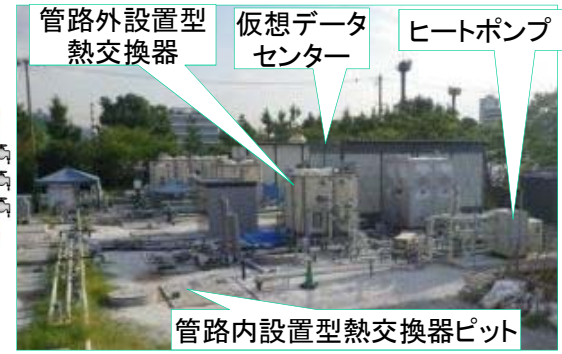 管路外設置型
熱交換器
仮想データ
センター
ヒートポンプ
管路内設置型熱交換器ピット